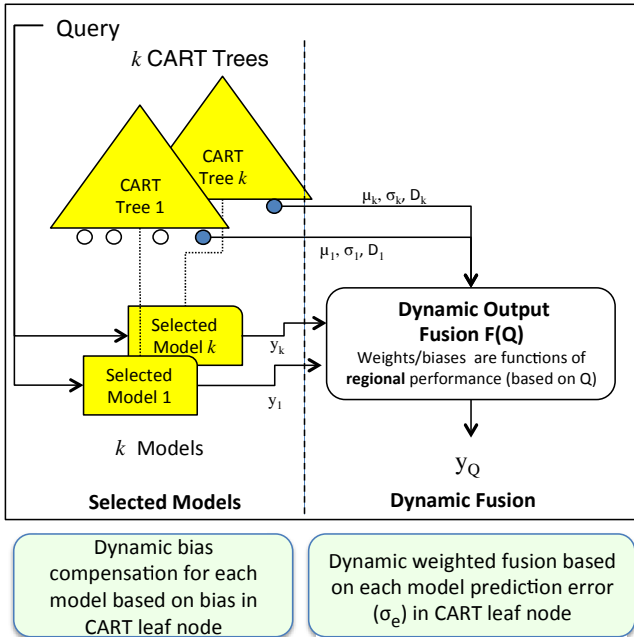 Query
k CART Trees
CART
Tree k
CART
Tree 1
μk, σk, Dk
μ1, σ1, D1
Dynamic Output
Fusion F(Q)
Weights/biases are functions of
regional performance (based on Q)
Selected
Model k
yk
Selected
Model 1
y1
k Models
yQ
Selected Models
Dynamic Fusion
Dynamic bias
compensation for each
model based on bias in
CART leaf node
Dynamic weighted fusion based
on each model prediction error
(σe) in CART leaf node